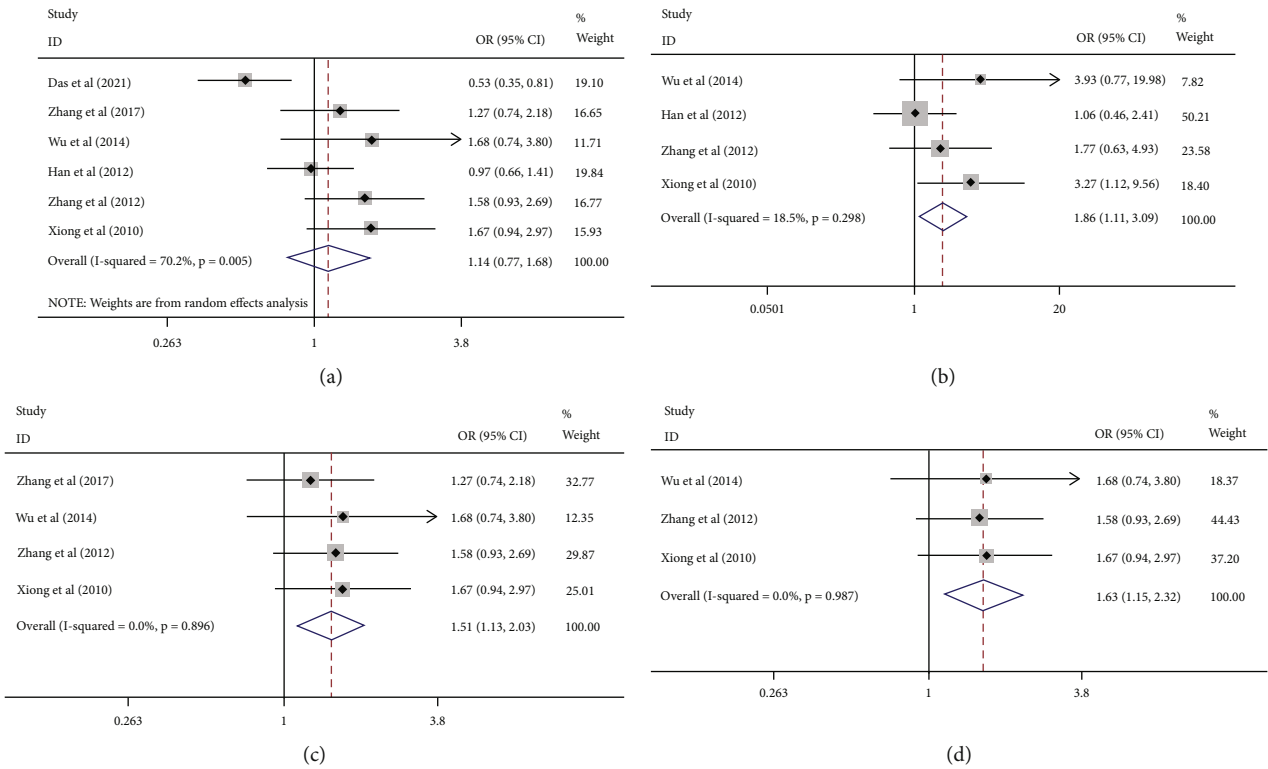 Study
%
ID
OR (95% CI)
Weight
Das et al (2021) 0.53 (0.35, 0.81) 19.10
Zhang et al (2017) 1.27 (0.74, 2.18) 16.65
Wu et al (2014) 1.68 (0.74, 3.80) 11.71
Han et al (2012) 0.97 (0.66, 1.41) 19.84
Zhang et al (2012) 1.58 (0.93, 2.69) 16.77
Xiong et al (2010) 1.67 (0.94, 2.97) 15.93
Overall (I-squared = 70.2%, p = 0.005) 1.14 (0.77, 1.68) 100.00
NOTE: Weights are from random effects analysis
0.263 1 3.8
(a)
Study
%
ID
OR (95% CI)
Weight
Wu et al (2014) 3.93 (0.77, 19.98) 7.82
Han et al (2012) 1.06 (0.46, 2.41) 50.21
Zhang et al (2012) 1.77 (0.63, 4.93) 23.58
Xiong et al (2010) 3.27 (1.12, 9.56) 18.40
Overall (I-squared = 18.5%, p = 0.298) 1.86 (1.11, 3.09) 100.00
0.0501 1 20
(b)
Study
%
ID
OR (95% CI)
Weight
Zhang et al (2017) 1.27 (0.74, 2.18) 32.77
Wu et al (2014) 1.68 (0.74, 3.80) 12.35
Zhang et al (2012) 1.58 (0.93, 2.69) 29.87
Xiong et al (2010) 1.67 (0.94, 2.97) 25.01
Overall (I-squared = 0.0%, p = 0.896) 1.51 (1.13, 2.03) 100.00
0.263 1 3.8
(c)
Study
%
ID
OR (95% CI)
Weight
Wu et al (2014) 1.68 (0.74, 3.80) 18.37
Zhang et al (2012) 1.58 (0.93, 2.69) 44.43
Xiong et al (2010) 1.67 (0.94, 2.97) 37.20
Overall (I-squared = 0.0%, p = 0.987) 1.63 (1.15, 2.32) 100.00
0.263 1 3.8
(d)